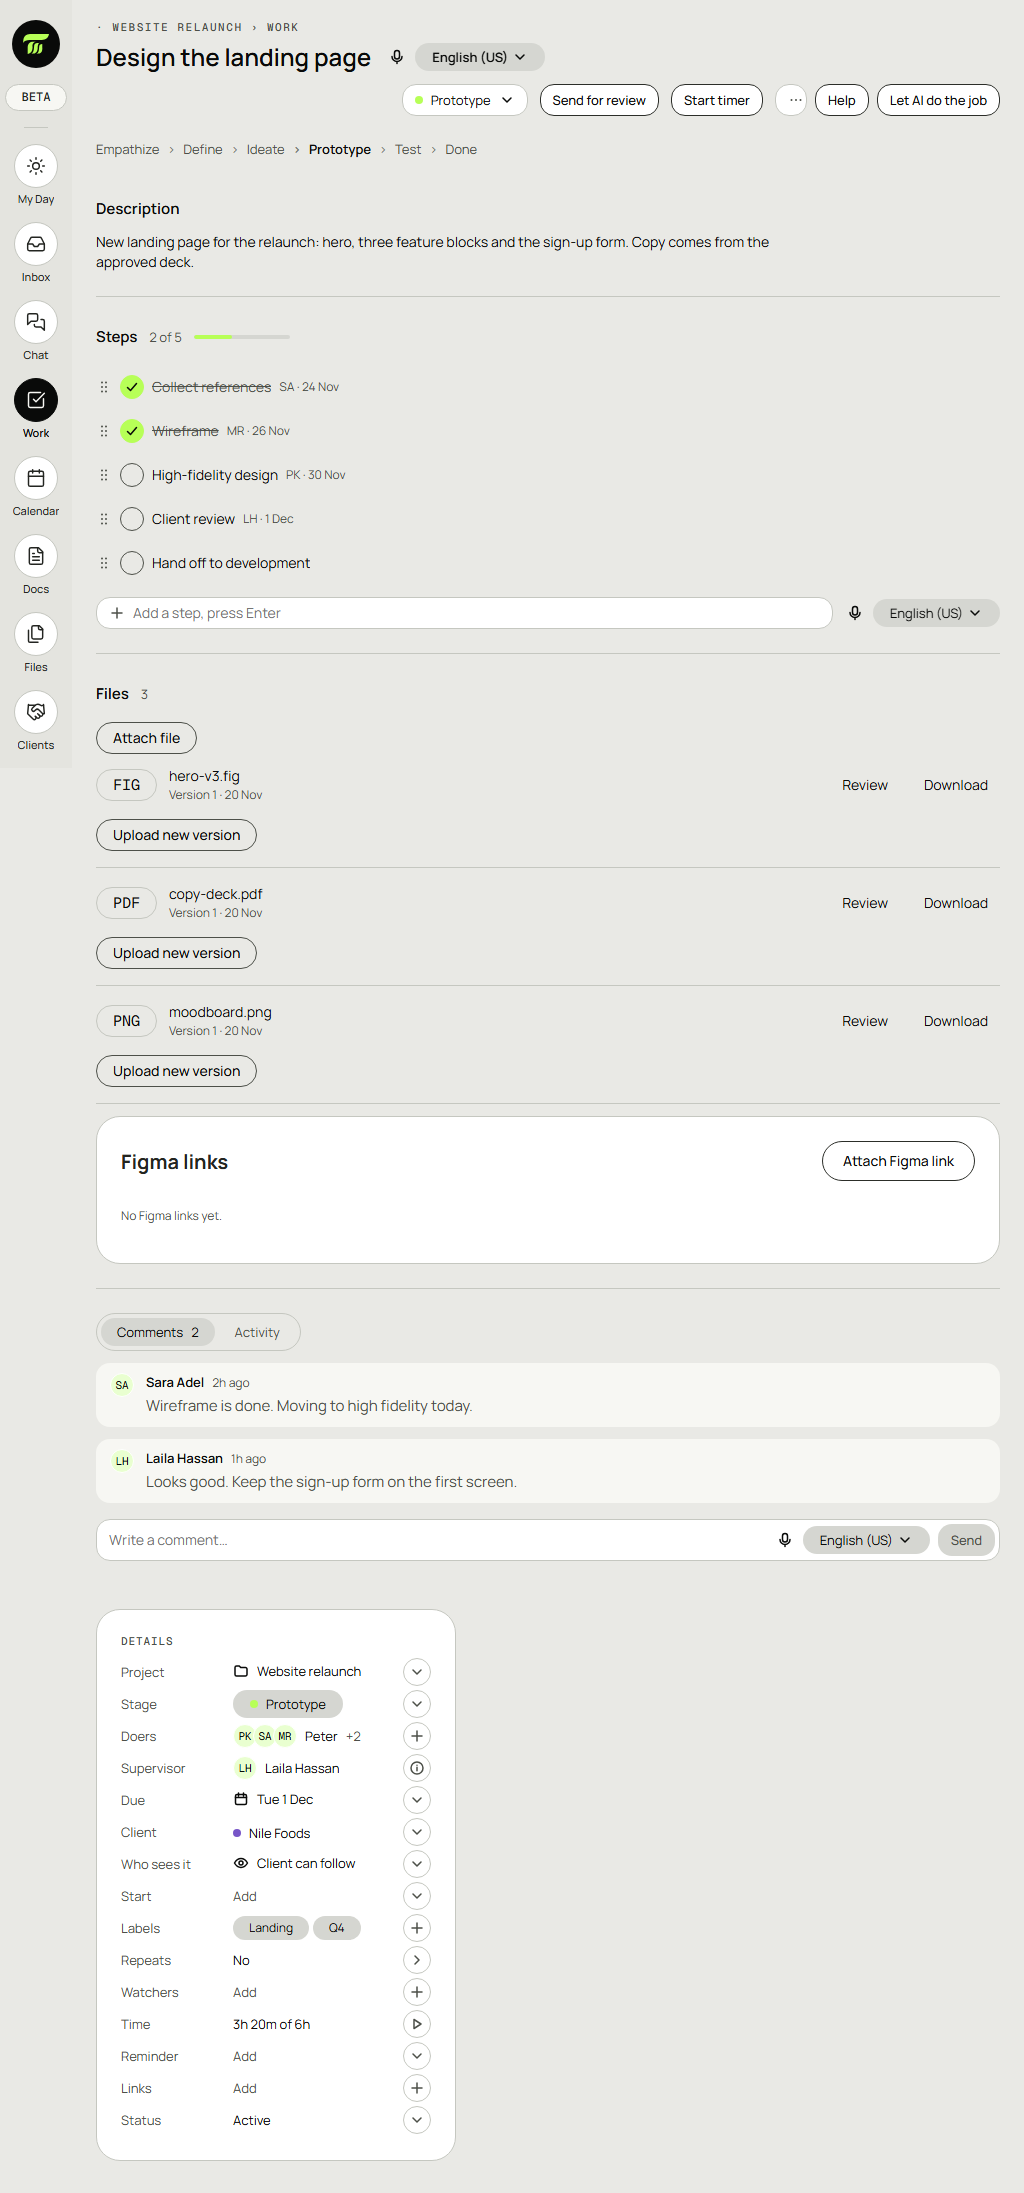 · WEBSITE RELAUNCH › WORK
Design the landing page
English (US)
BETA
Prototype
Send for review
Start timer
...
Help
Let AI do the job
Empathize › Define › Ideate › Prototype › Test › Done
My Day
Inbox
Chat
Work
Calendar
Docs
Files
Clients
Description
New landing page for the relaunch: hero, three feature blocks and the sign-up form. Copy comes from the
approved deck.
Steps 2 of 5
Collect references SA · 24 Nov
Wireframe MR · 26 Nov
High-fidelity design PK · 30 Nov
Client review LH · 1 Dec
Hand off to development
Add a step, press Enter
English (US)
Files 3
Attach file
FIG
hero-v3.fig
Version 1 · 20 Nov
Review
Download
Upload new version
PDF
copy-deck.pdf
Version 1 · 20 Nov
Review
Download
Upload new version
PNG
moodboard.png
Version 1 · 20 Nov
Review
Download
Upload new version
Figma links
Attach Figma link
No Figma links yet.
Comments 2
Activity
SA
Sara Adel 2h ago
Wireframe is done. Moving to high fidelity today.
LH
Laila Hassan 1h ago
Looks good. Keep the sign-up form on the first screen.
Write a comment…
English (US)
Send
DETAILS
Project Website relaunch
Stage Prototype
Doers PK SA MR Peter +2
Supervisor LH Laila Hassan
Due Tue 1 Dec
Client Nile Foods
Who sees it Client can follow
Start Add
Labels Landing Q4
Repeats No
Watchers Add
Time 3h 20m of 6h
Reminder Add
Links Add
Status Active